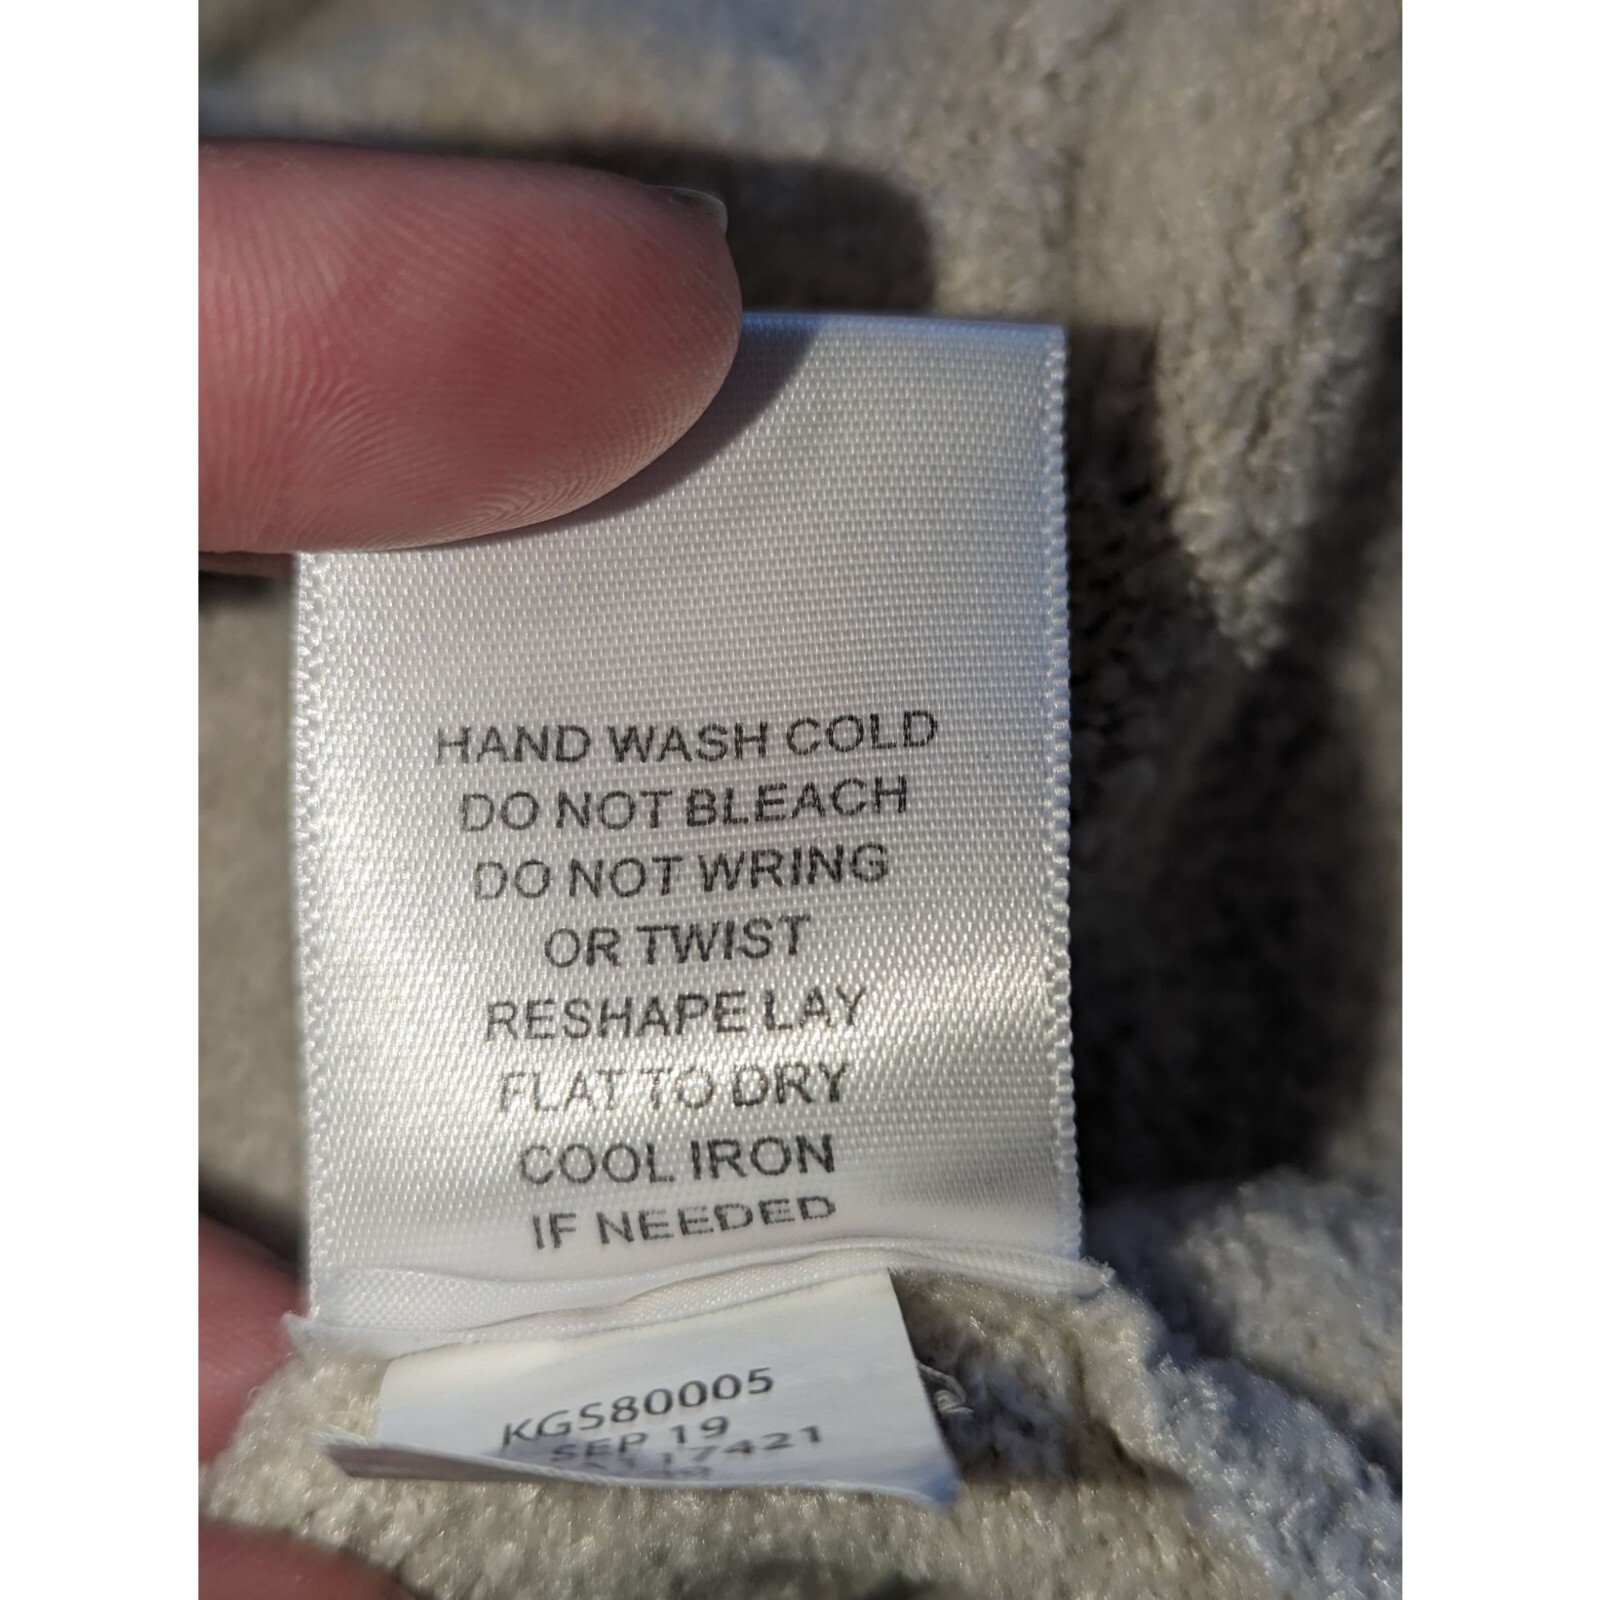 HAND WASH COLD
DO NOT BLEACH
DO NOT WRING
OR TWIST
RESHAPE LAY
FLAT TO DRY
COOL IRON
IF NEEDED
KGS80005
SEP 19